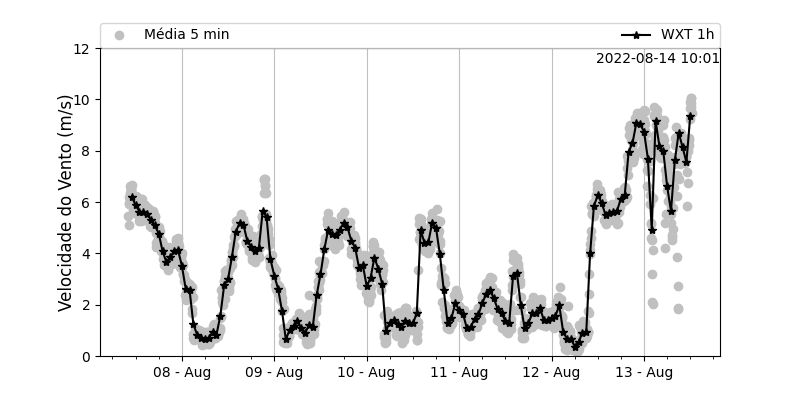 Média 5 min
WXT 1h
2022-08-14 10:01
Velocidade do Vento (m/s)
12
10
8
6
4
2
0
08 - Aug
09 - Aug
10 - Aug
11 - Aug
12 - Aug
13 - Aug